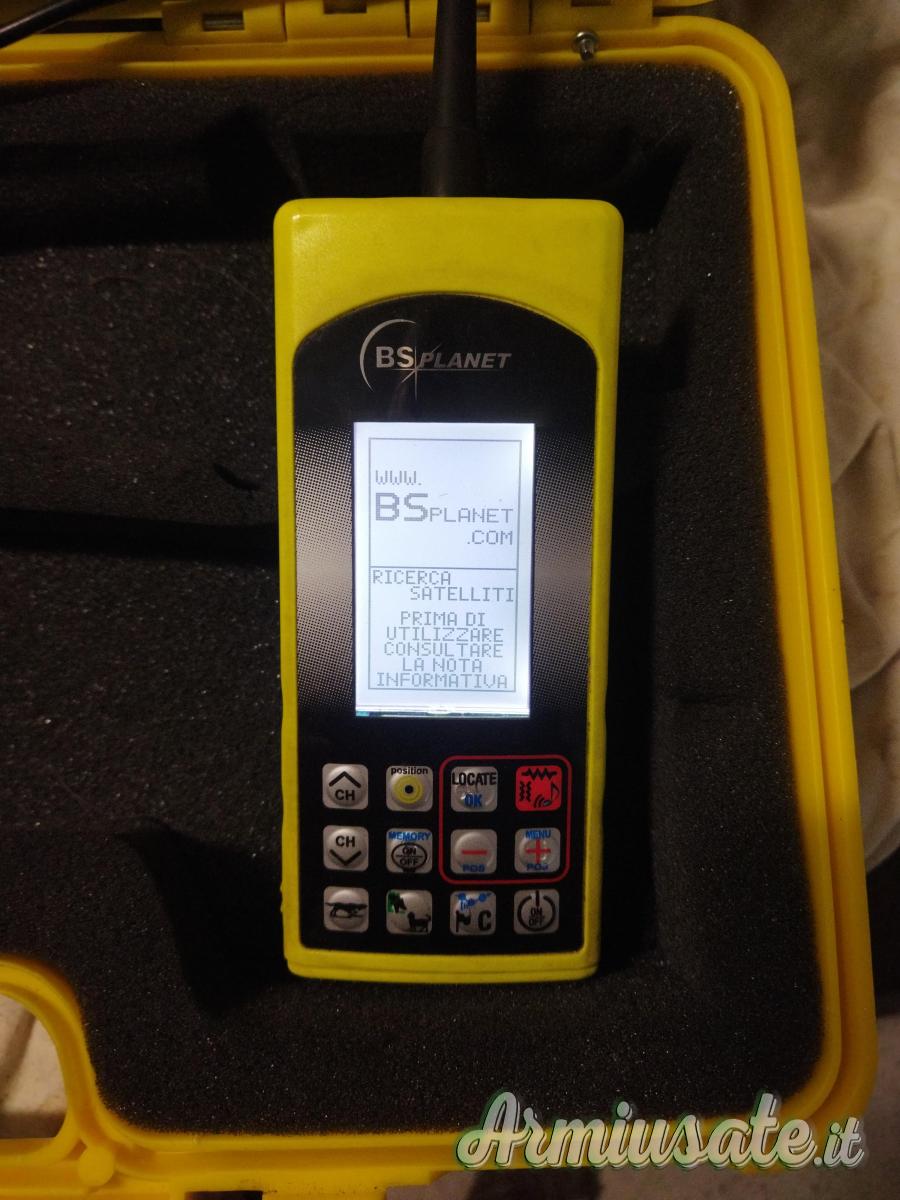 BS PLANET
WWW.
BSPLANET
.COM
RICERCA
SATELLITI
PRIMA DI
UTILIZZARE
CONSULTARE
LA NOTA
INFORMATIVA
CH
position
LOCATE
OK
CH
MEMORY
ON
OFF
POS
MENU
POS
C
ON
OFF
Armiusate.it